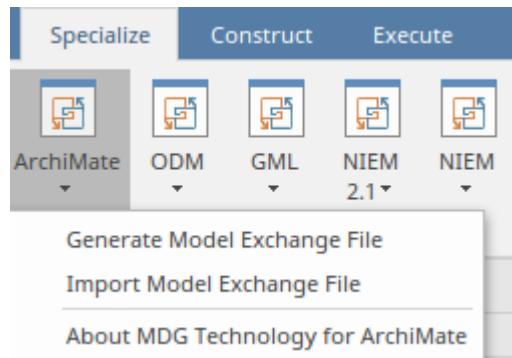 Specialize Construct Execute
ArchiMate ODM GML NIEM NIEM
2.1
Generate Model Exchange File
Import Model Exchange File
About MDG Technology for ArchiMate